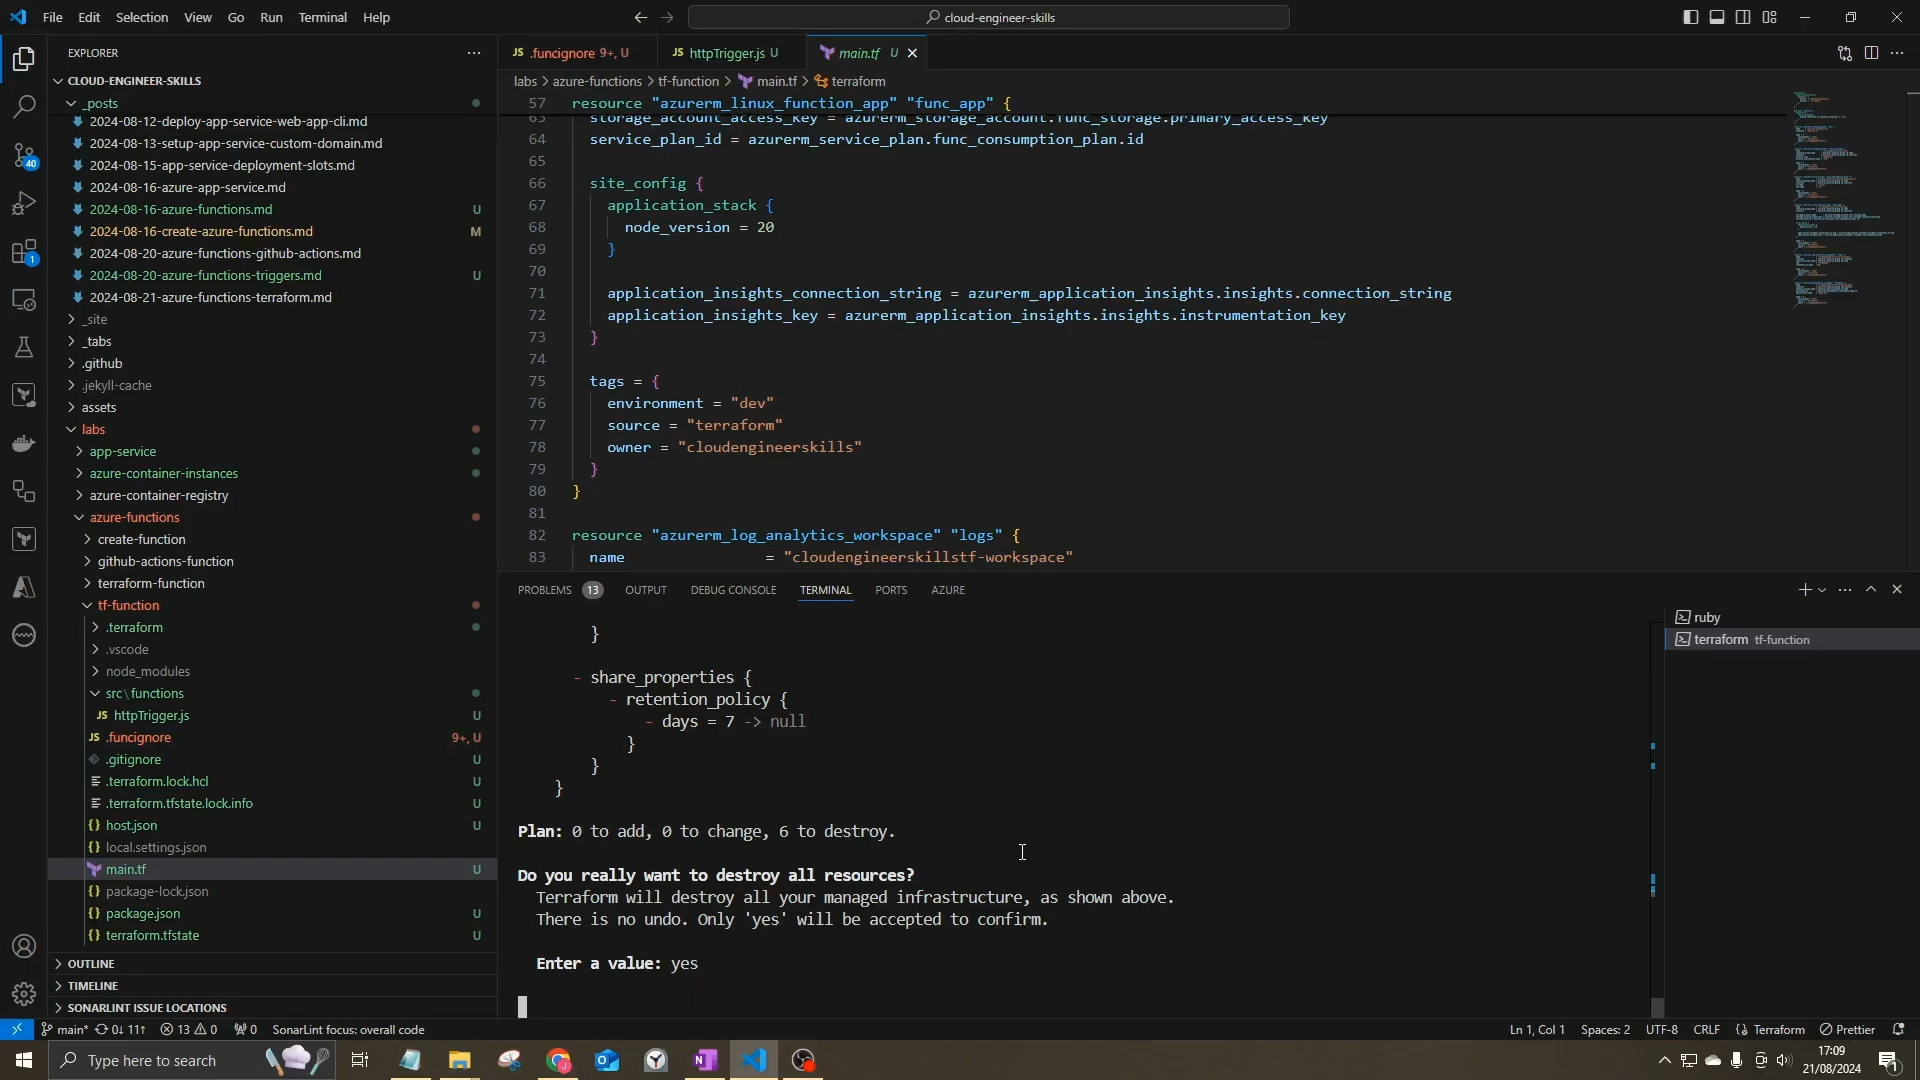 File Edit Selection View Go Run Terminal Help
cloud-engineer-skills
EXPLORER
CLOUD-ENGINEER-SKILLS
_posts
2024-08-12-deploy-app-service-web-app-cli.md
2024-08-13-setup-app-service-custom-domain.md
2024-08-15-app-service-deployment-slots.md
2024-08-16-azure-app-service.md
2024-08-16-azure-functions.md U
2024-08-16-create-azure-functions.md M
2024-08-20-azure-functions-github-actions.md
2024-08-20-azure-functions-triggers.md U
2024-08-21-azure-functions-terraform.md
_site
_tabs
.github
.jekyll-cache
assets
labs
app-service
azure-container-instances
azure-container-registry
azure-functions
create-function
github-actions-function
terraform-function
tf-function
.terraform
.vscode
node_modules
src\functions
JS httpTrigger.js U
JS .funcignore 9+, U
.gitignore U
.terraform.lock.hcl U
.terraform.tfstate.lock.info U
{} host.json U
{} local.settings.json
main.tf U
{} package-lock.json
{} package.json U
{} terraform.tfstate U
OUTLINE
TIMELINE
SONARLINT ISSUE LOCATIONS
40
1
JS .funcignore 9+, U
JS httpTrigger.js U
main.tf U
labs > azure-functions > tf-function > main.tf > terraform
57 resource "azurerm_linux_function_app" "func_app" {
63 storage_account_access_key = azurerm_storage_account.func_storage.primary_access_key
64 service_plan_id = azurerm_service_plan.func_consumption_plan.id
65
66 site_config {
67 application_stack {
68 node_version = 20
69 }
70
71 application_insights_connection_string = azurerm_application_insights.insights.connection_string
72 application_insights_key = azurerm_application_insights.insights.instrumentation_key
73 }
74
75 tags = {
76 environment = "dev"
77 source = "terraform"
78 owner = "cloudengineerskills"
79 }
80 }
81
82 resource "azurerm_log_analytics_workspace" "logs" {
83 name = "cloudengineerskillstf-workspace"
PROBLEMS 13 OUTPUT DEBUG CONSOLE TERMINAL PORTS AZURE
}
- share_properties {
- retention_policy {
- days = 7 -> null
}
}
}
Plan: 0 to add, 0 to change, 6 to destroy.
Do you really want to destroy all resources?
Terraform will destroy all your managed infrastructure, as shown above.
There is no undo. Only 'yes' will be accepted to confirm.
Enter a value: yes
ruby
terraform tf-function
main* 0↓ 11↑ 13 0 0 SonarLint focus: overall code
Ln 1, Col 1 Spaces: 2 UTF-8 CRLF Terraform Prettier
Type here to search
17:09
21/08/2024
1